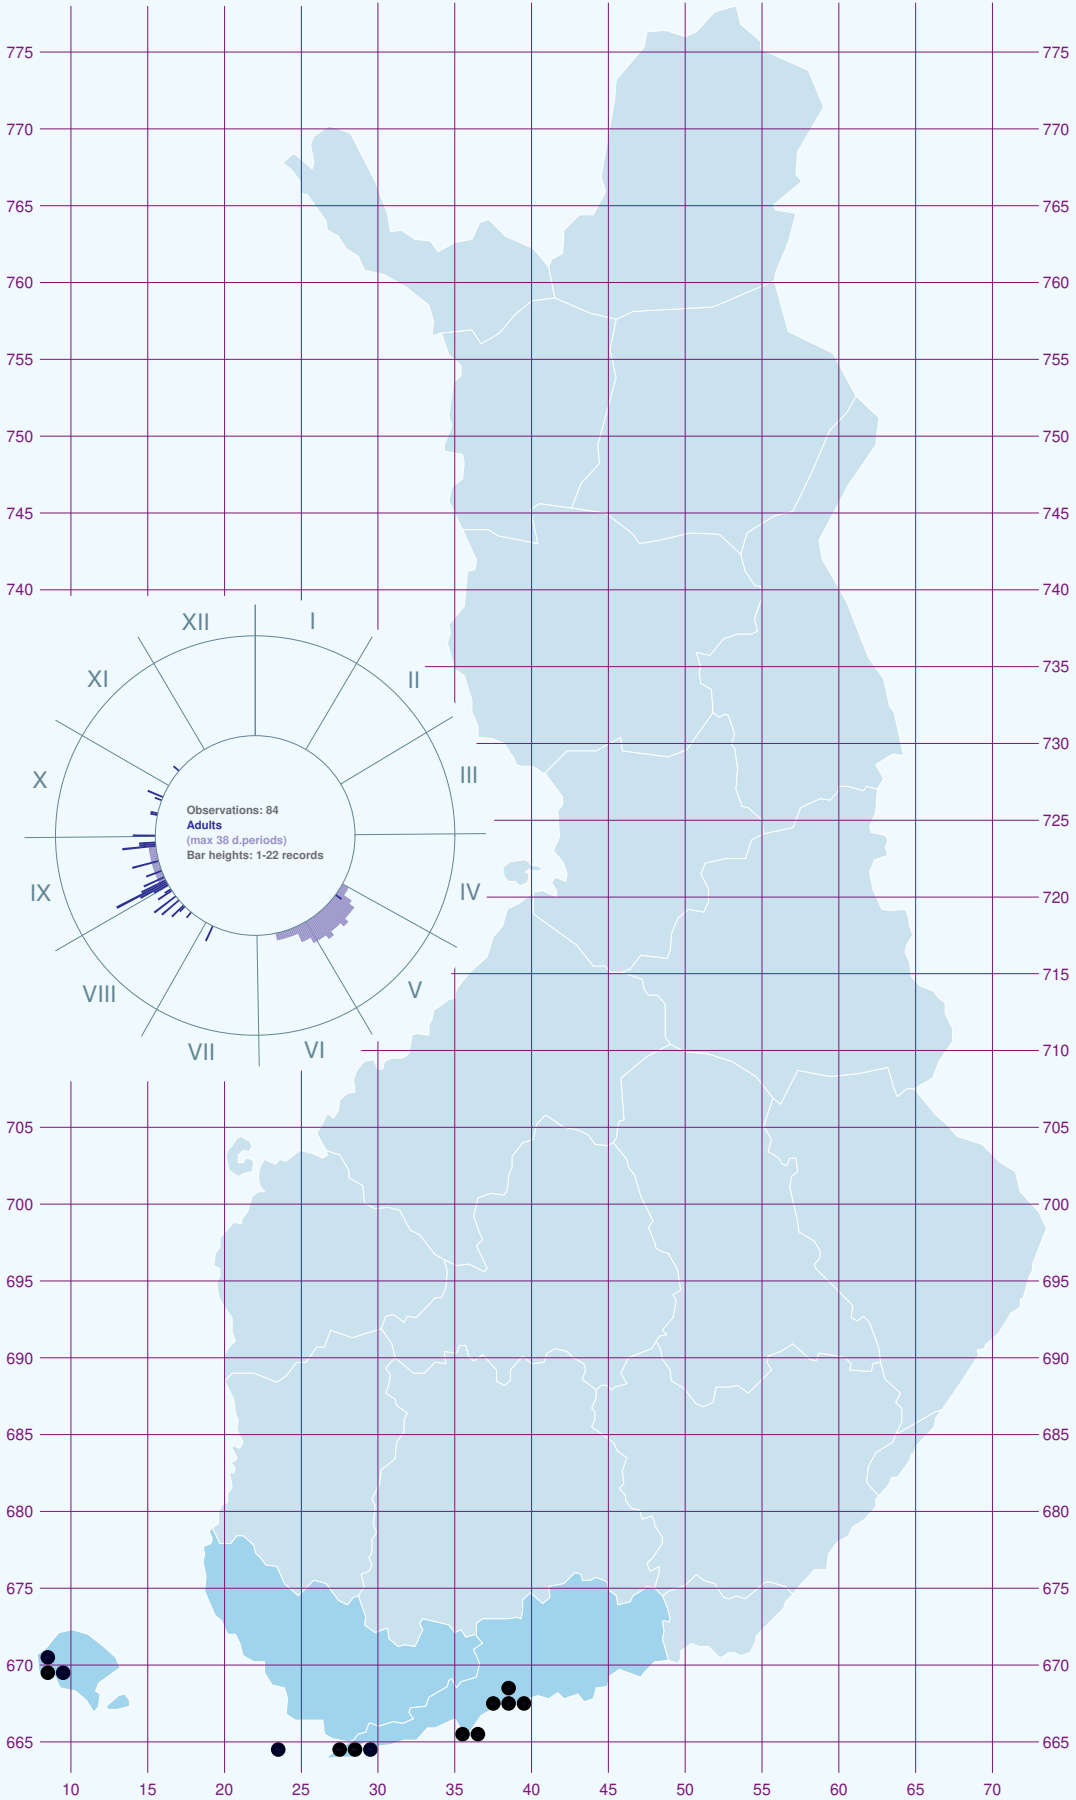 775 775
770 770
765 765
760 760
755 755
750 750
745 745
740 740
XII I
735
XI II
730
X III
725
Observations: 84
Adults
(max 38 d.periods)
Bar heights: 1-22 records
IX IV
720
715
VIII V
VII VI
710
705 705
700 700
695 695
690 690
685 685
680 680
675 675
670 670
665 665
10 15 20 25 30 35 40 45 50 55 60 65 70